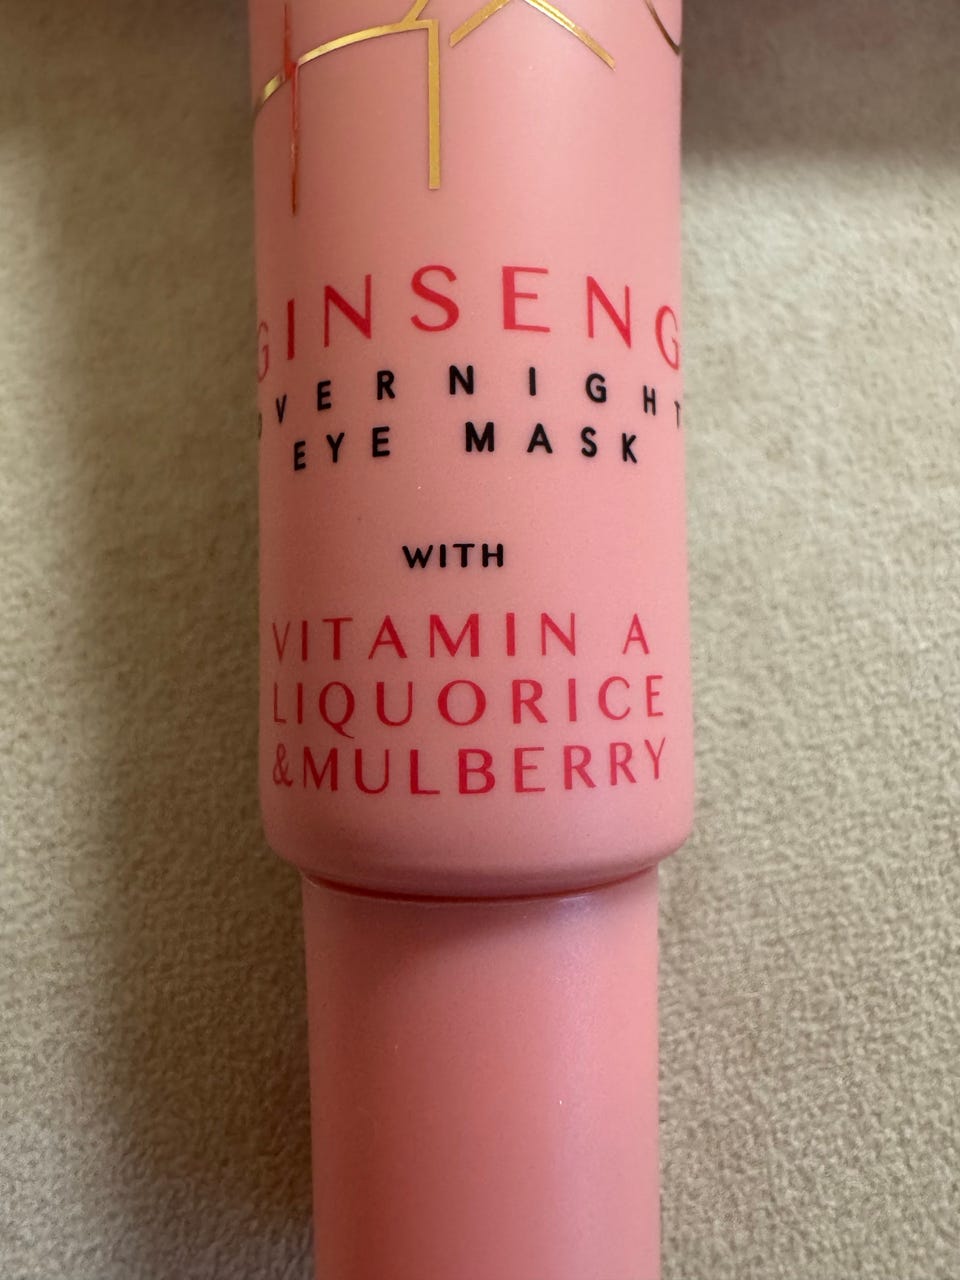 GINSENG
OVERNIGHT
EYE MASK
WITH
VITAMIN A
LIQUORICE
&MULBERRY